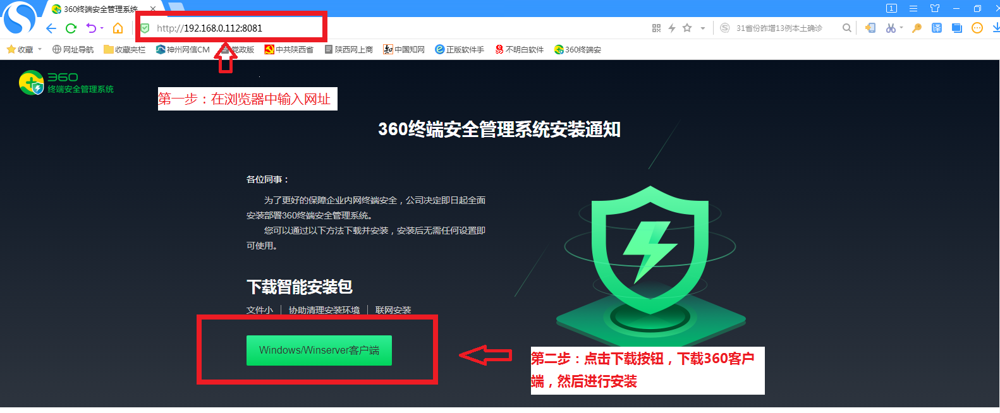 360终端安全管理系统
1
http://192.168.0.112:8081
31省份昨增13例本土确诊
译
收藏
网址导航
收藏夹栏
神州网信CM
党政版
中共陕西省
陕西网上商
中国知网
正版软件手
不明白软件
360终端安
360
终端安全管理系统
第一步：在浏览器中输入网址
360终端安全管理系统安装通知
各位同事：
为了更好的保障企业内网终端安全，公司决定即日起全面
安装部署360终端安全管理系统。
您可以通过以下方法下载并安装，安装后无需任何设置即
可使用。
下载智能安装包
文件小 | 协助清理安装环境 | 联网安装
Windows/Winserver客户端
第二步：点击下载按钮，下载360客户
端，然后进行安装